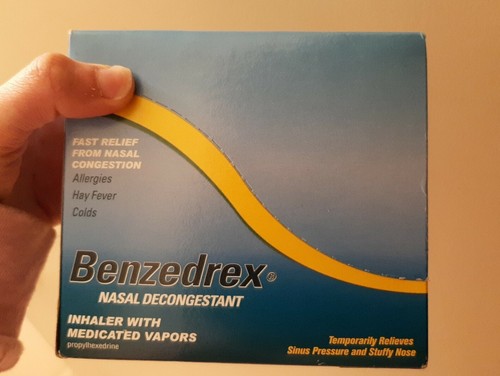 FAST RELIEF
FROM NASAL
CONGESTION
Allergies
Hay Fever
Colds
Benzedrex®
NASAL DECONGESTANT
INHALER WITH
MEDICATED VAPORS
propylhexedrine
Temporarily Relieves
Sinus Pressure and Stuffy Nose